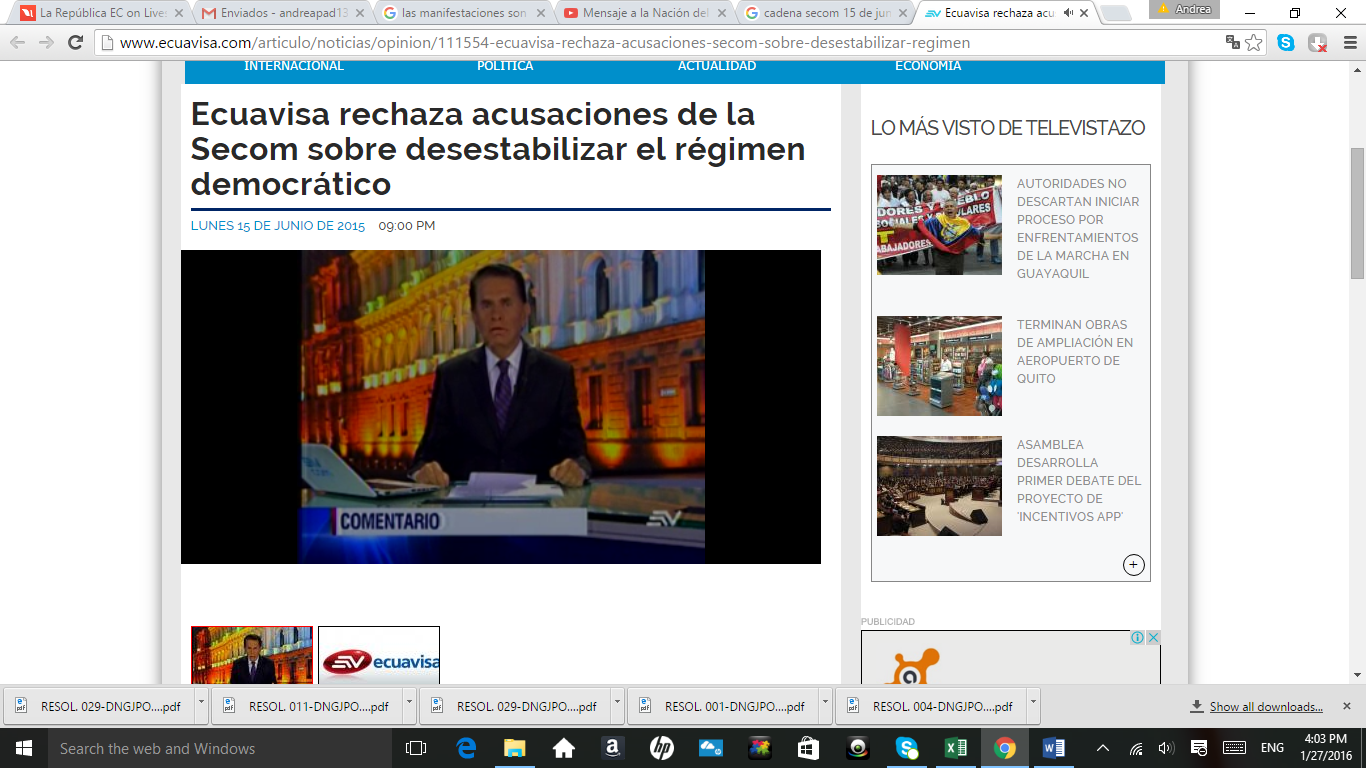 La República EC on Lives
Enviados - andreapad13
las manifestaciones son
Mensaje a la Nación del
cadena secom 15 de jun
Ecuavisa rechaza acu
Andrea
www.ecuavisa.com/articulo/noticias/opinion/111554-ecuavisa-rechaza-acusaciones-secom-sobre-desestabilizar-regimen
INTERNACIONAL POLÍTICA ACTUALIDAD ECONOMÍA
Ecuavisa rechaza acusaciones de la
Secom sobre desestabilizar el régimen
democrático
LUNES 15 DE JUNIO DE 2015 09:00 PM
COMENTARIO
ecuavisa
LO MÁS VISTO DE TELEVISTAZO
AUTORIDADES NO
DESCARTAN INICIAR
PROCESO POR
ENFRENTAMIENTOS
DE LA MARCHA EN
GUAYAQUIL
TERMINAN OBRAS
DE AMPLIACIÓN EN
AEROPUERTO DE
QUITO
ASAMBLEA
DESARROLLA
PRIMER DEBATE DEL
PROYECTO DE
'INCENTIVOS APP'
PUBLICIDAD
RESOL. 029-DNGJPO....pdf
RESOL. 011-DNGJPO....pdf
RESOL. 029-DNGJPO....pdf
RESOL. 001-DNGJPO....pdf
RESOL. 004-DNGJPO....pdf
Show all downloads...
Search the web and Windows
ENG
4:03 PM
1/27/2016